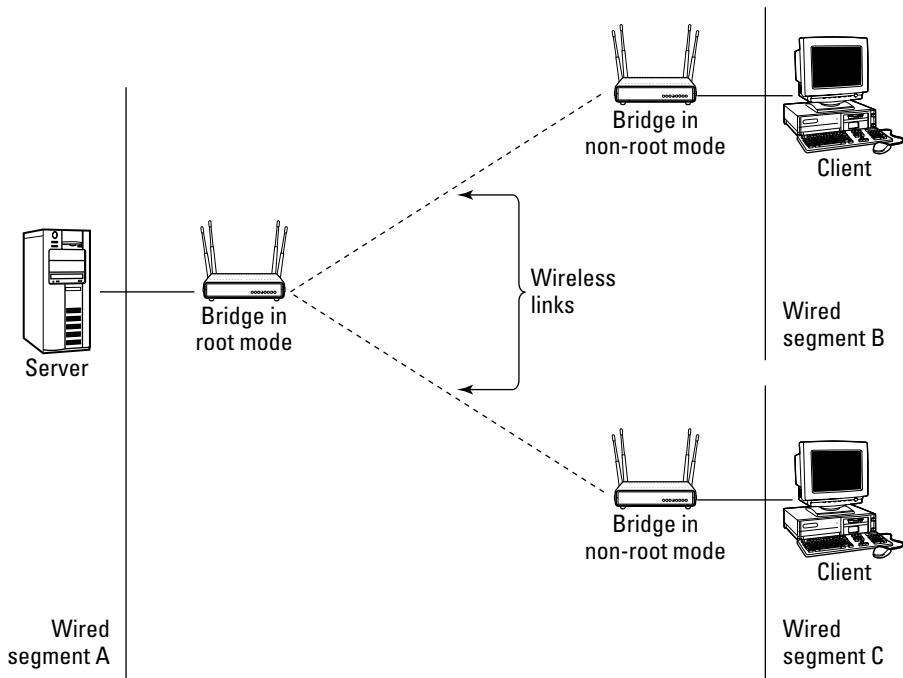 Bridge in
non-root mode
Client
Wired
segment B
Server
Bridge in
root mode
Wireless
links
Bridge in
non-root mode
Client
Wired
segment A
Wired
segment C